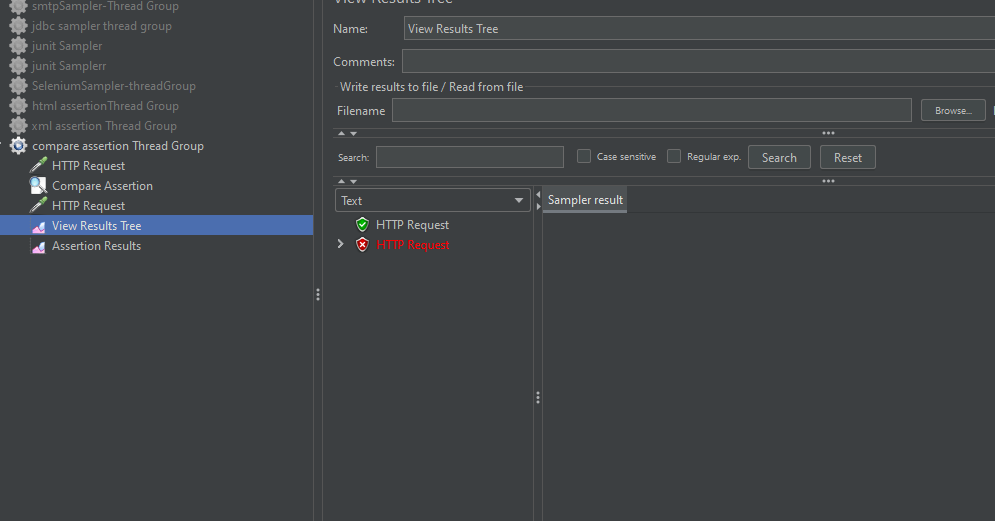 smtpSampler-Thread Group
jdbc sampler thread group
junit Sampler
junit Samplerr
SeleniumSampler-threadGroup
html assertionThread Group
xml assertion Thread Group
compare assertion Thread Group
HTTP Request
Compare Assertion
HTTP Request
View Results Tree
Assertion Results
View Results Tree
Name: View Results Tree
Comments:
Write results to file / Read from file
Filename Browse...
Search: Case sensitive Regular exp. Search Reset
Text Sampler result
HTTP Request
HTTP Request